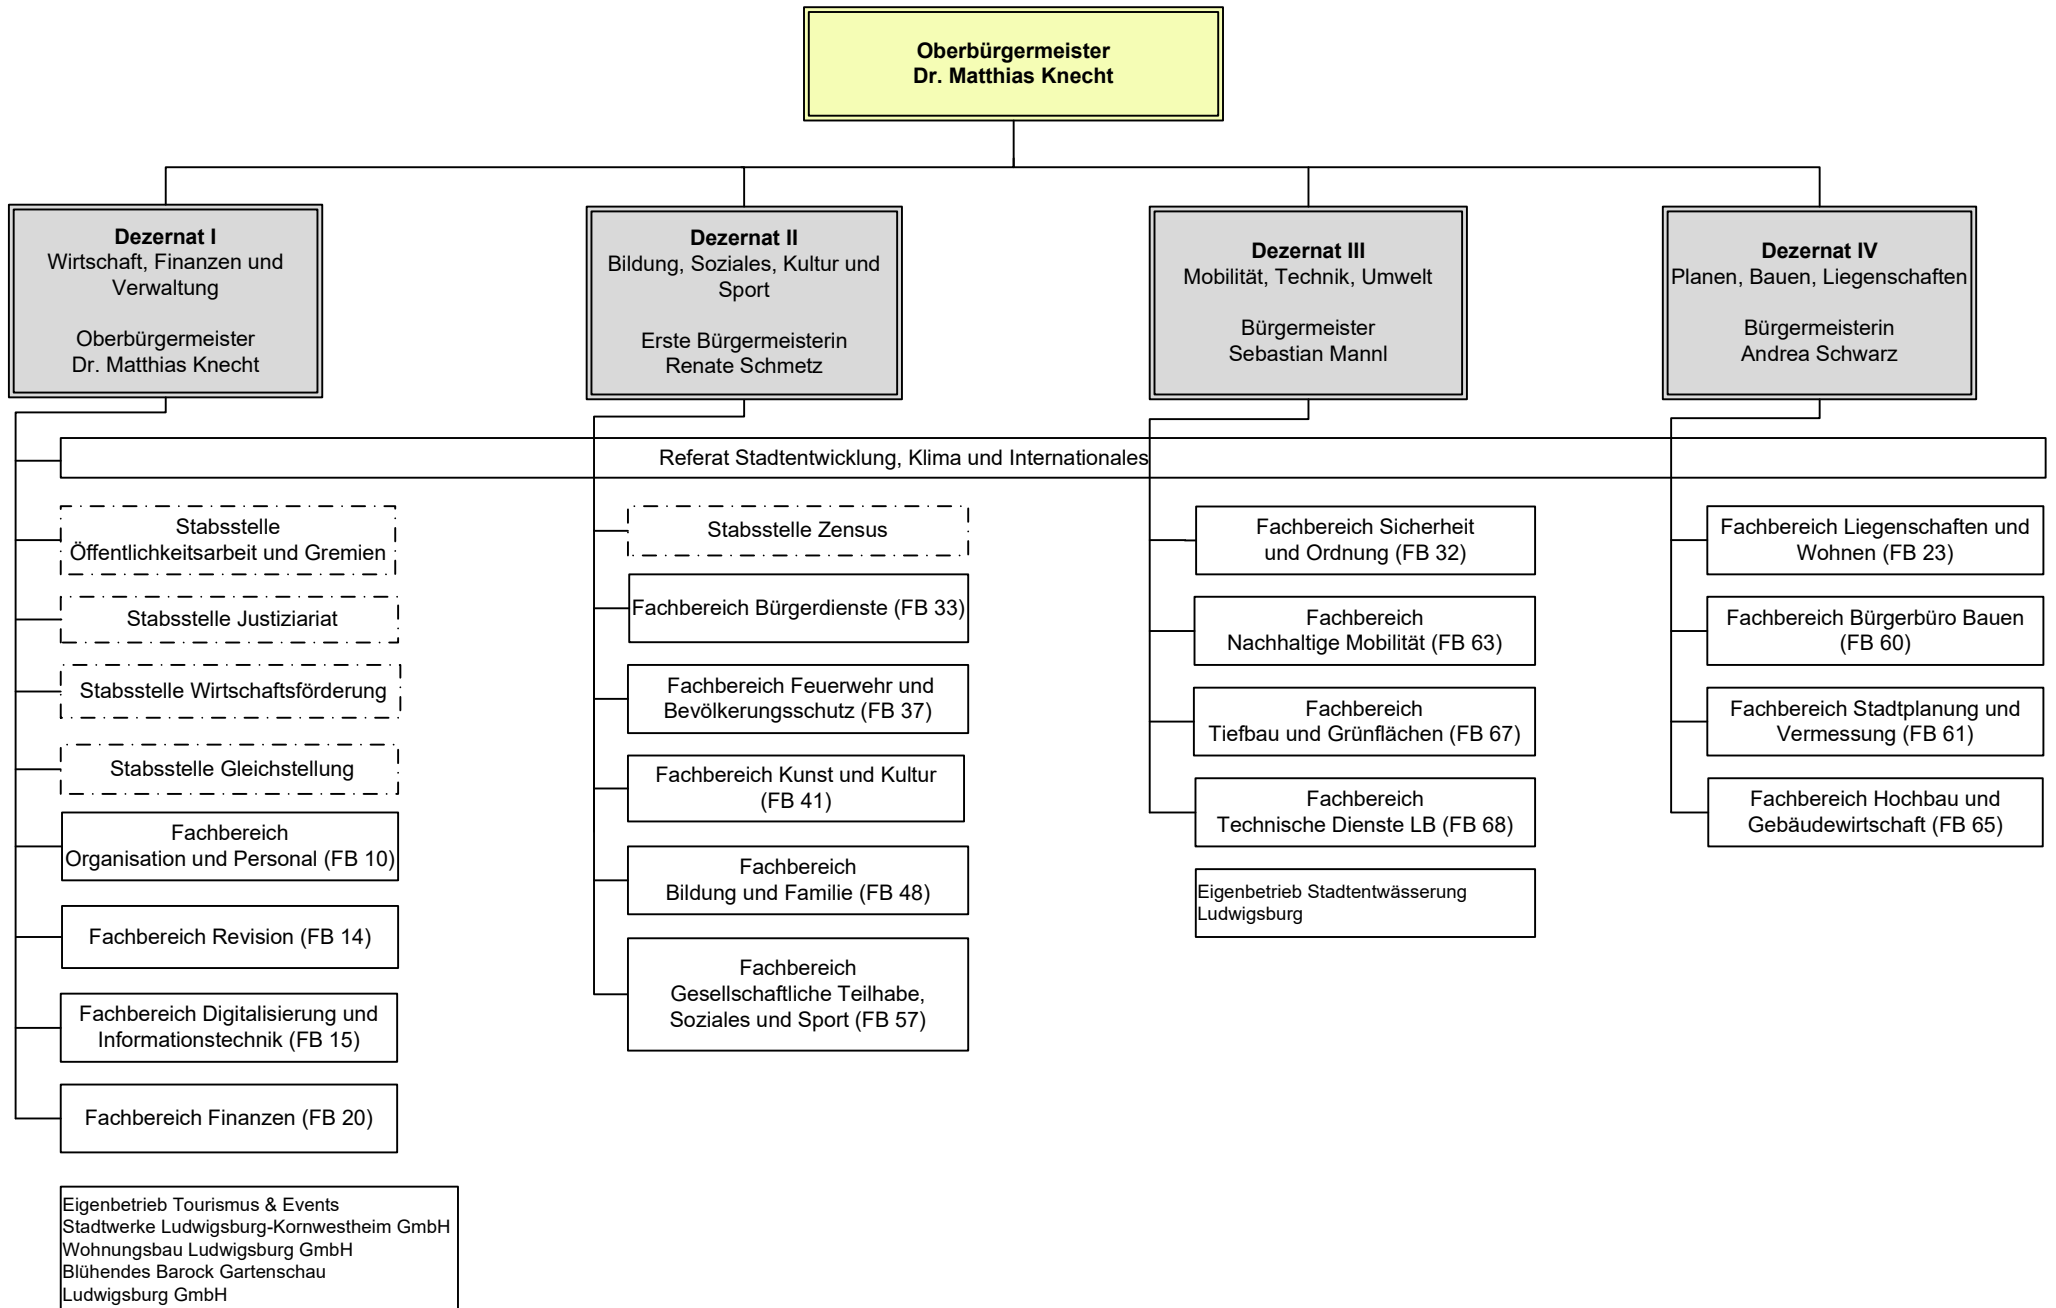 Oberbürgermeister
Dr. Matthias Knecht
Dezernat I
Wirtschaft, Finanzen und
Verwaltung
Oberbürgermeister
Dr. Matthias Knecht
Dezernat II
Bildung, Soziales, Kultur und
Sport
Erste Bürgermeisterin
Renate Schmetz
Dezernat III
Mobilität, Technik, Umwelt
Bürgermeister
Sebastian Mannl
Dezernat IV
Planen, Bauen, Liegenschaften
Bürgermeisterin
Andrea Schwarz
Referat Stadtentwicklung, Klima und Internationales
Stabsstelle
Öffentlichkeitsarbeit und Gremien
Stabsstelle Justiziariat
Stabsstelle Wirtschaftsförderung
Stabsstelle Gleichstellung
Fachbereich
Organisation und Personal (FB 10)
Fachbereich Revision (FB 14)
Fachbereich Digitalisierung und
Informationstechnik (FB 15)
Fachbereich Finanzen (FB 20)
Eigenbetrieb Tourismus & Events
Stadtwerke Ludwigsburg-Kornwestheim GmbH
Wohnungsbau Ludwigsburg GmbH
Blühendes Barock Gartenschau
Ludwigsburg GmbH
Stabsstelle Zensus
Fachbereich Bürgerdienste (FB 33)
Fachbereich Feuerwehr und
Bevölkerungsschutz (FB 37)
Fachbereich Kunst und Kultur
(FB 41)
Fachbereich
Bildung und Familie (FB 48)
Fachbereich
Gesellschaftliche Teilhabe,
Soziales und Sport (FB 57)
Fachbereich Sicherheit
und Ordnung (FB 32)
Fachbereich
Nachhaltige Mobilität (FB 63)
Fachbereich
Tiefbau und Grünflächen (FB 67)
Fachbereich
Technische Dienste LB (FB 68)
Eigenbetrieb Stadtentwässerung
Ludwigsburg
Fachbereich Liegenschaften und
Wohnen (FB 23)
Fachbereich Bürgerbüro Bauen
(FB 60)
Fachbereich Stadtplanung und
Vermessung (FB 61)
Fachbereich Hochbau und
Gebäudewirtschaft (FB 65)